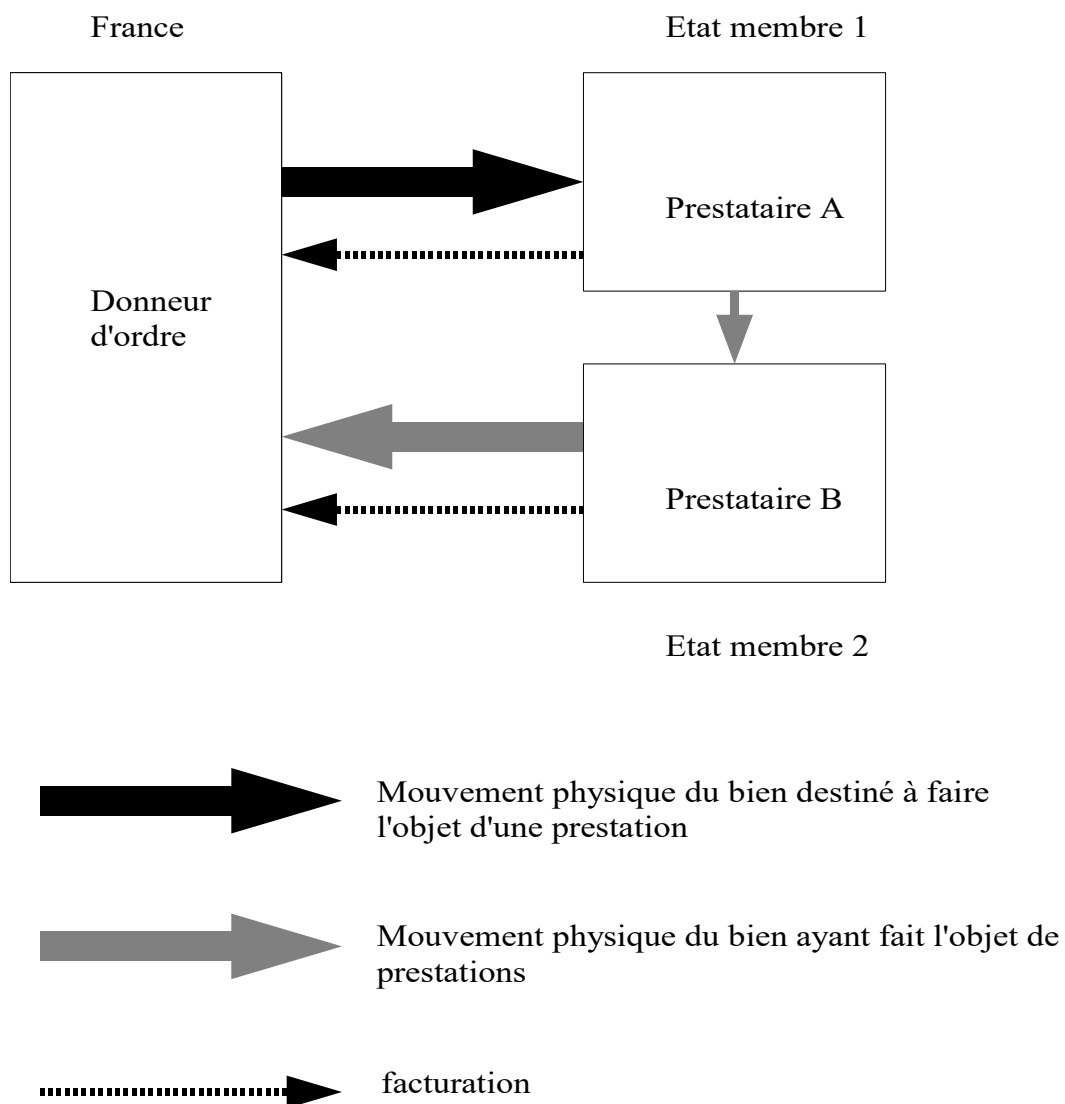 France
Etat membre 1
Prestataire A
Donneur
d'ordre
Prestataire B
Etat membre 2
Mouvement physique du bien destiné à faire
l'objet d'une prestation
Mouvement physique du bien ayant fait l'objet de
prestations
facturation